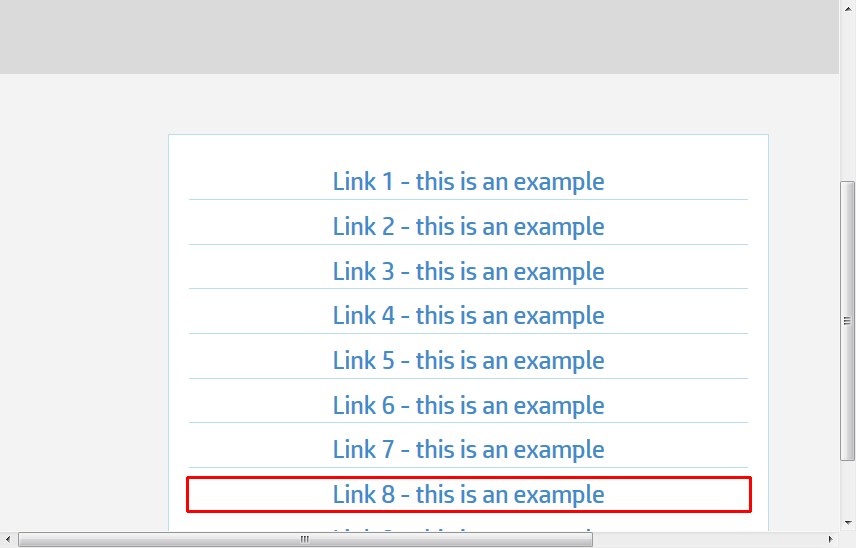 Link 1 - this is an example
Link 2 - this is an example
Link 3 - this is an example
Link 4 - this is an example
Link 5 - this is an example
Link 6 - this is an example
Link 7 - this is an example
Link 8 - this is an example